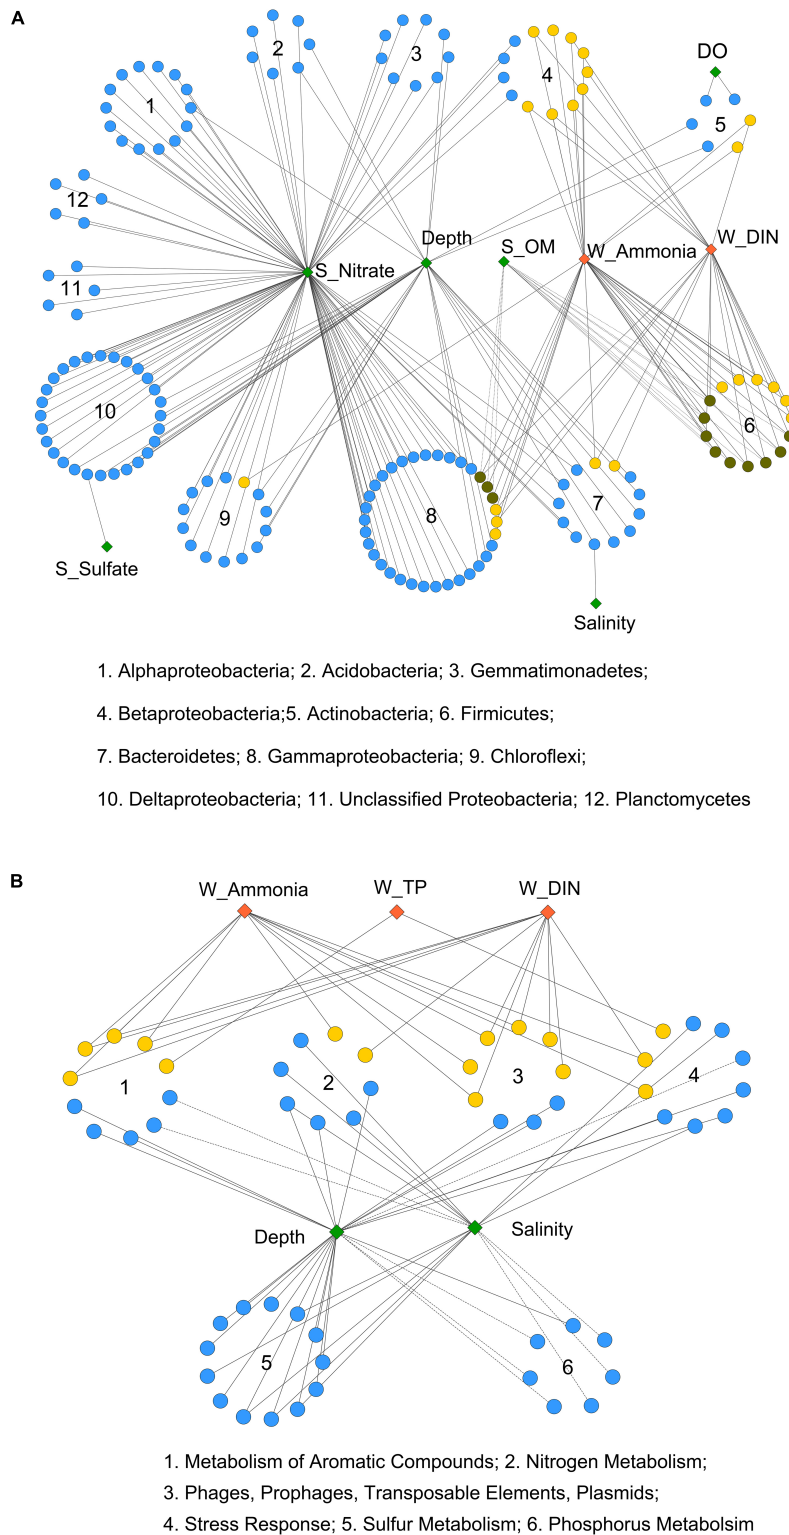 A
1
2
3
4
DO
5
12
Depth
S_OM
W_DIN
W_Ammonia
S_Nitrate
11
10
6
7
9
8
S_Sulfate
Salinity
1. Alphaproteobacteria; 2. Acidobacteria; 3. Gemmatimonadetes;
4. Betaproteobacteria;5. Actinobacteria; 6. Firmicutes;
7. Bacteroidetes; 8. Gammaproteobacteria; 9. Chloroflexi;
10. Deltaproteobacteria; 11. Unclassified Proteobacteria; 12. Planctomycetes
B
W_Ammonia
W_TP
W_DIN
1
2
3
4
Depth
Salinity
5
6
1. Metabolism of Aromatic Compounds; 2. Nitrogen Metabolism;
3. Phages, Prophages, Transposable Elements, Plasmids;
4. Stress Response; 5. Sulfur Metabolism; 6. Phosphorus Metabolsim